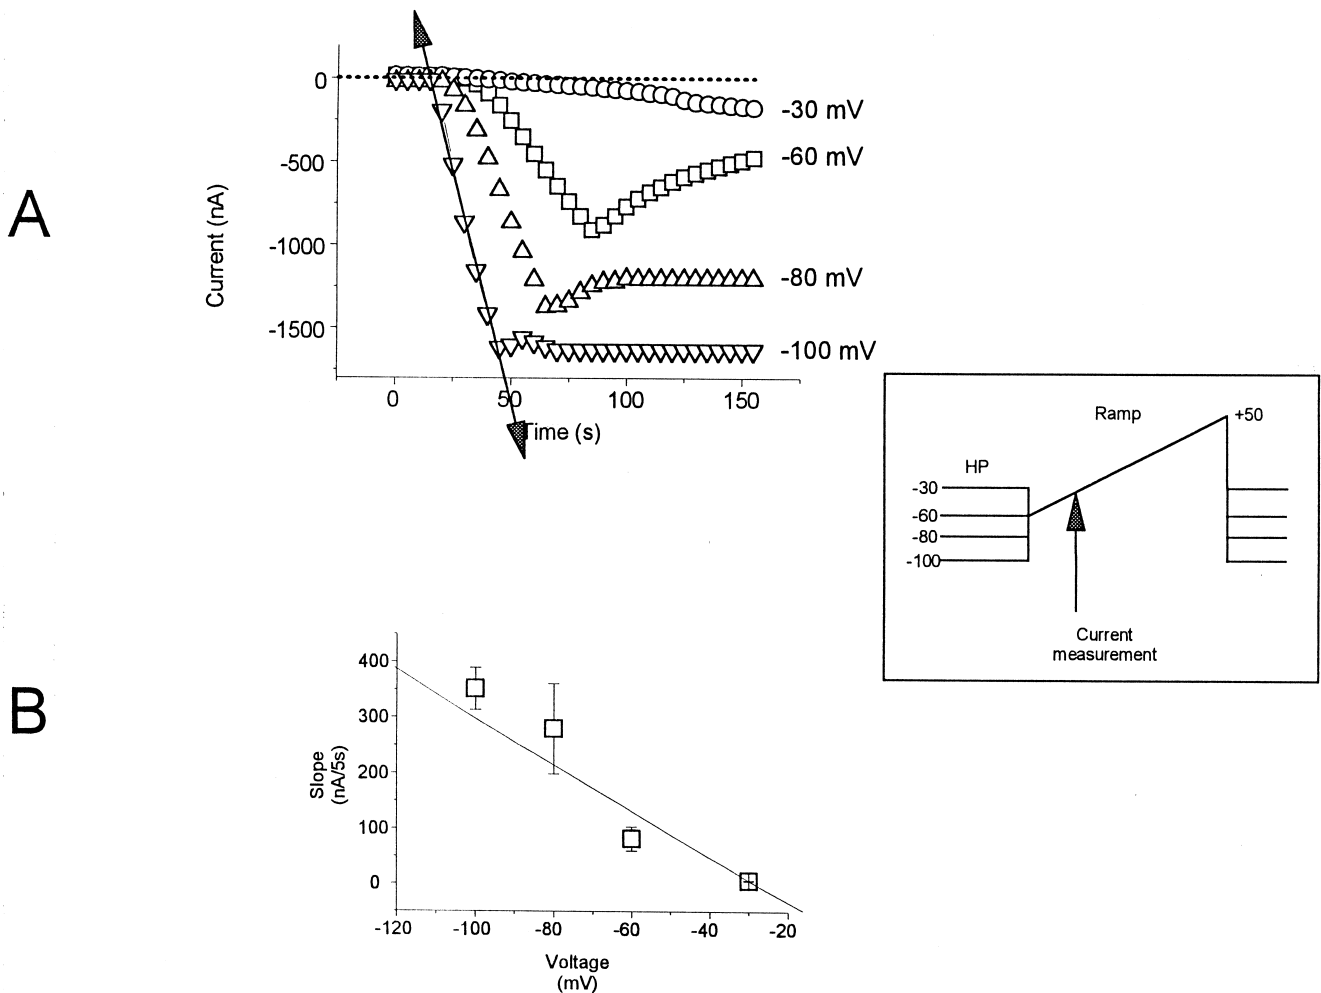 A
0
-500
-1000
-1500
Current (nA)
0
50
100
150
Time (s)
-30 mV
-60 mV
-80 mV
-100 mV
Ramp
+50
HP
-30
-60
-80
-100
Current
measurement
B
400
300
200
100
0
Slope
(nA/5s)
-120
-100
-80
-60
-40
-20
Voltage
(mV)